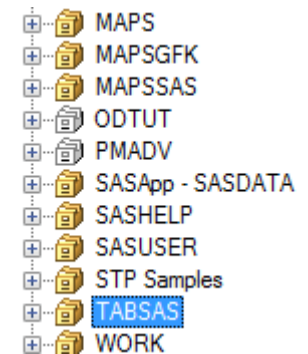 MAPS
MAPSGFK
MAPSSAS
ODTUT
PMADV
SASApp - SASDATA
SASHELP
SASUSER
STP Samples
TABSAS
WORK